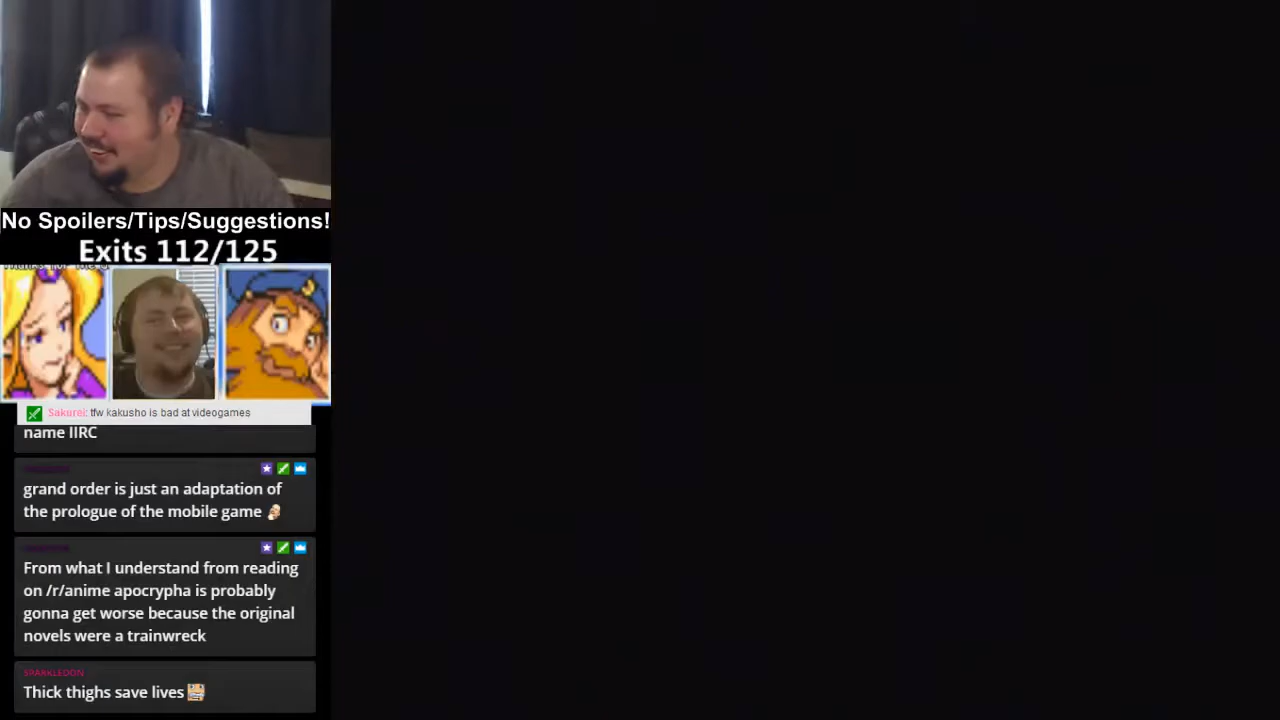 No Spoilers/Tips/Suggestions!
Exits 112/125
Sakurei: tfw kakusho is bad at videogames
name IIRC
grand order is just an adaptation of
the prologue of the mobile game
From what I understand from reading
on /r/anime apocrypha is probably
gonna get worse because the original
novels were a trainwreck
SPARKLEDON
Thick thighs save lives